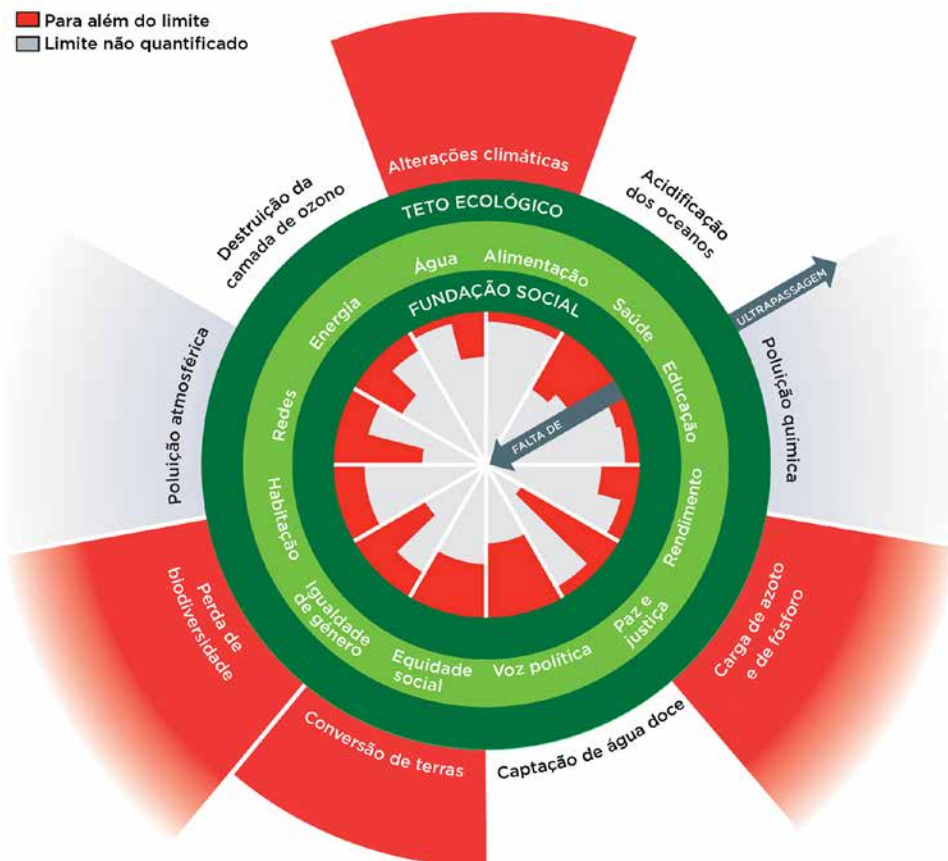 Para além do limite
Limite não quantificado
Alterações climáticas
Acidificação
dos oceanos
ULTRAPASSAGEM
Poluição química
Carga de azoto
e de fósforo
Captação de água doce
Conversão de terras
Perda de
biodiversidade
Poluição atmosférica
Destruição da
camada de ozono
TETO ECOLÓGICO
Água
Alimentação
Saúde
Educação
Rendimento
Paz e
justiça
Voz política
Equidade
social
Igualdade
de género
Habitação
Redes
Energia
FUNDAÇÃO SOCIAL
FALTA DE